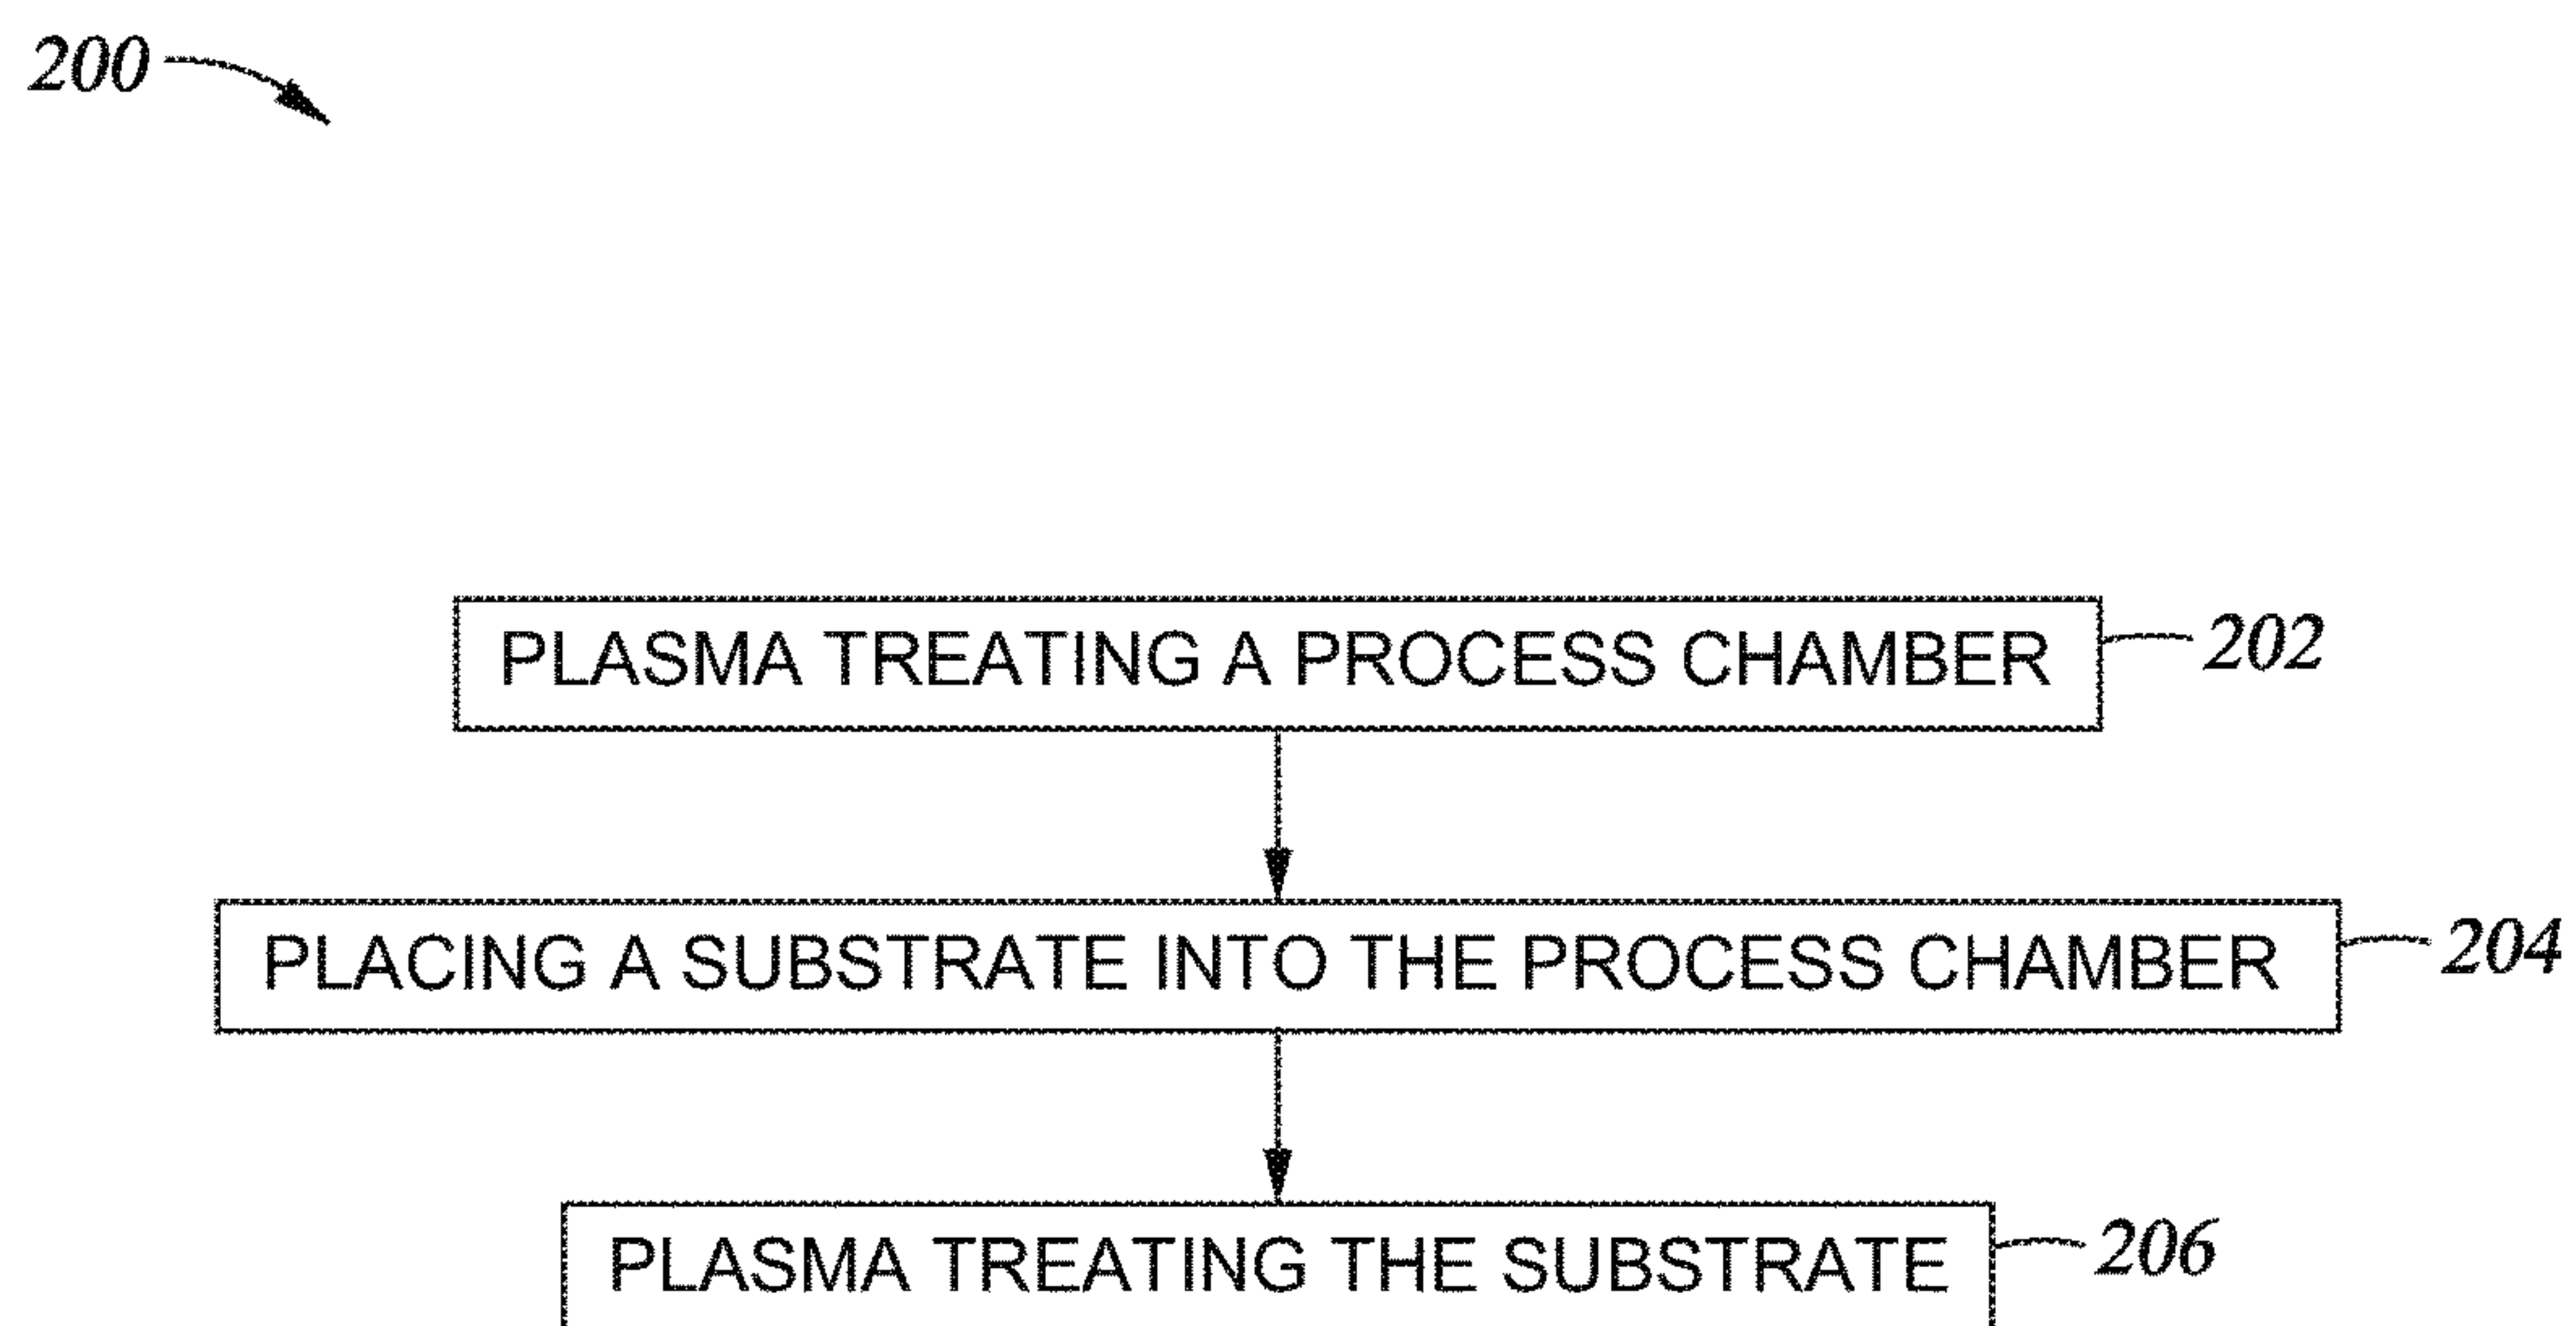 200
PLASMA TREATING A PROCESS CHAMBER 202
PLACING A SUBSTRATE INTO THE PROCESS CHAMBER 204
PLASMA TREATING THE SUBSTRATE 206